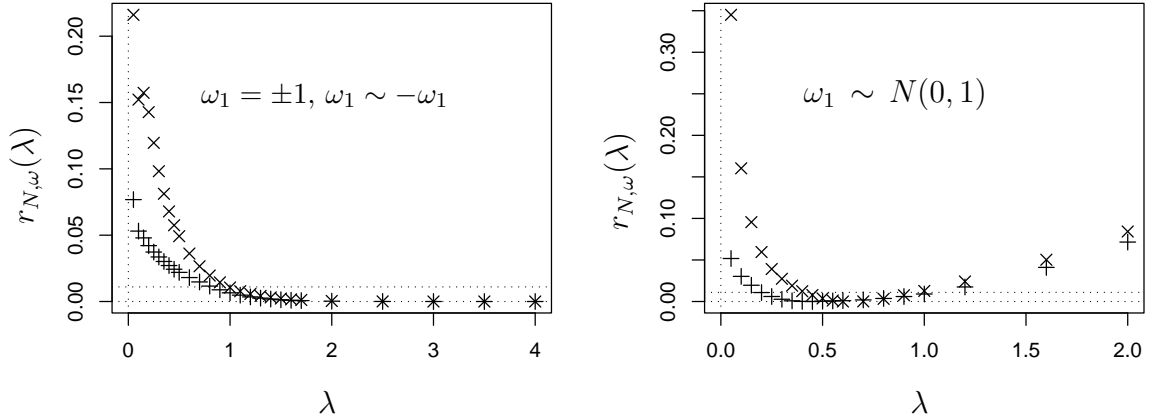 0.00 0.05 0.10 0.15 0.20
r_{N,ω}(λ)
ω₁ = ±1, ω₁ ∼ −ω₁
0 1 2 3 4
λ
0.00 0.10 0.20 0.30
r_{N,ω}(λ)
ω₁ ∼ N(0, 1)
0.0 0.5 1.0 1.5 2.0
λ